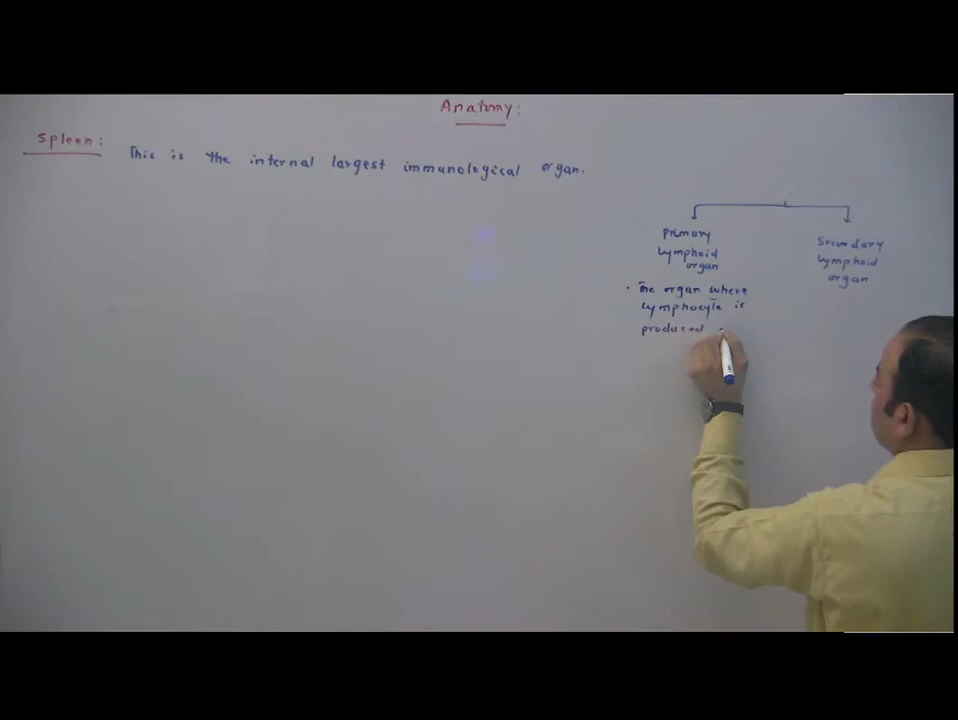 Anatomy:
Spleen: This is the internal largest immunological organ.
Primary
Lymphoid
organ
Secondary
Lymphoid
organ
• The organ where
Lymphocyte is
produced